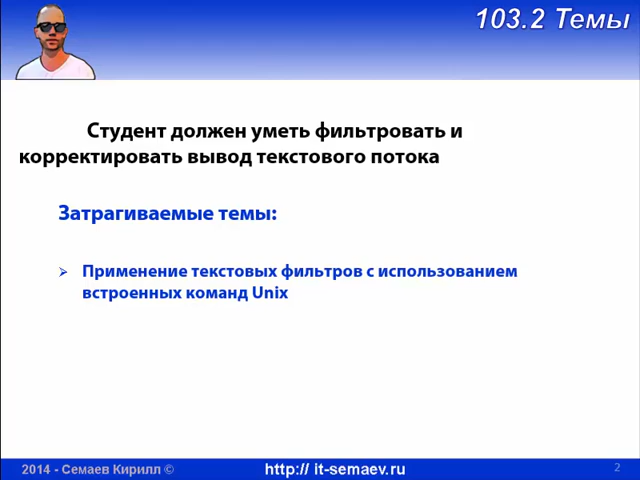 103.2 Темы
Студент должен уметь фильтровать и
корректировать вывод текстового потока
Затрагиваемые темы:
Применение текстовых фильтров с использованием
встроенных команд Unix
2014 - Семаев Кирилл ©
http:// it-semaev.ru
2